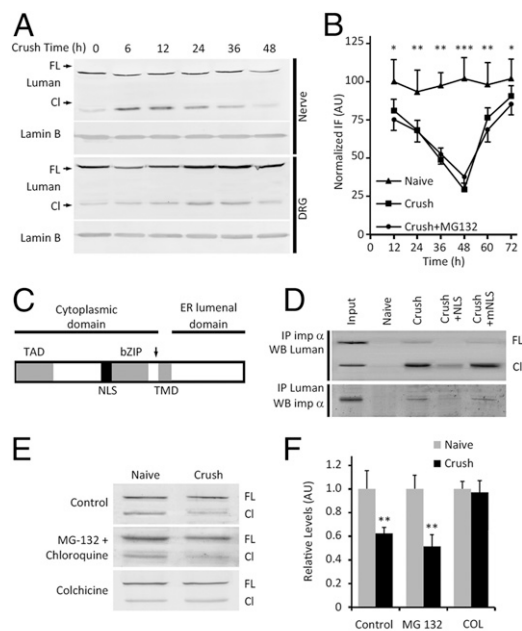 A
Crush Time (h) 0 6 12 24 36 48
FL
Luman
Cl
Lamin B
Nerve
FL
Luman
Cl
Lamin B
DRG
B
Normalized IF (AU)
125
100
75
50
25
0
* ** ** *** ** *
Naive
Crush
Crush+MG132
0 12 24 36 48 60 72
Time (h)
C
Cytoplasmic domain
ER lumenal domain
TAD
bZIP
NLS
TMD
D
Input
Naive
Crush
Crush +NLS
Crush +mNLS
IP imp α
WB Luman
FL
Cl
IP Luman
WB imp α
E
Naive Crush
Control
FL
Cl
MG-132 +
Chloroquine
FL
Cl
Colchicine
FL
Cl
F
Naive
Crush
Relative Levels (AU)
1.2
1.0
0.8
0.6
0.4
0.2
0
** **
Control MG 132 COL